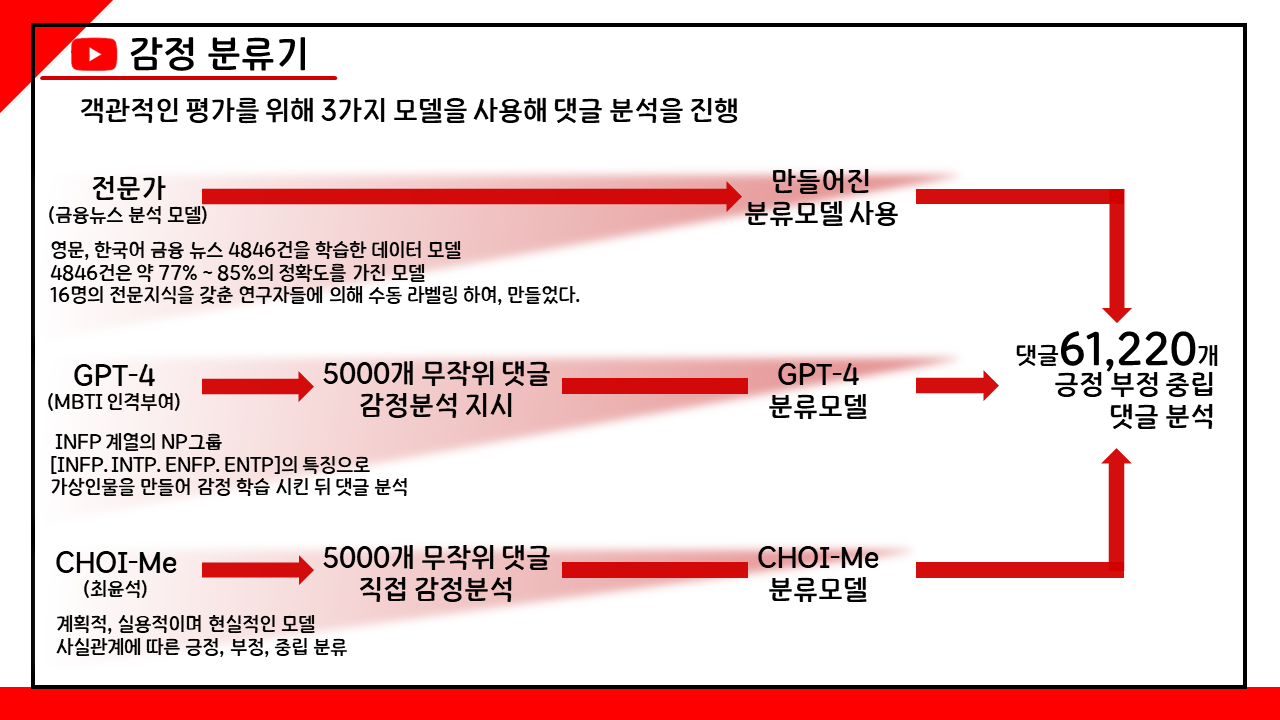 감정 분류기
객관적인 평가를 위해 3가지 모델을 사용해 댓글 분석을 진행
전문가
(금융뉴스 분석 모델)
만들어진
분류모델 사용
영문, 한국어 금융 뉴스 4846건을 학습한 데이터 모델
4846건은 약 77% ~ 85%의 정확도를 가진 모델
16명의 전문지식을 갖춘 연구자들에 의해 수동 라벨링 하여, 만들었다.
GPT-4
(MBTI 인격부여)
5000개 무작위 댓글
감정분석 지시
GPT-4
분류모델
댓글61,220개
긍정 부정 중립
댓글 분석
INFP 계열의 NP그룹
[INFP. INTP. ENFP. ENTP]의 특징으로
가상인물을 만들어 감정 학습 시킨 뒤 댓글 분석
CHOI-Me
(최윤석)
5000개 무작위 댓글
직접 감정분석
CHOI-Me
분류모델
계획적, 실용적이며 현실적인 모델
사실관계에 따른 긍정, 부정, 중립 분류